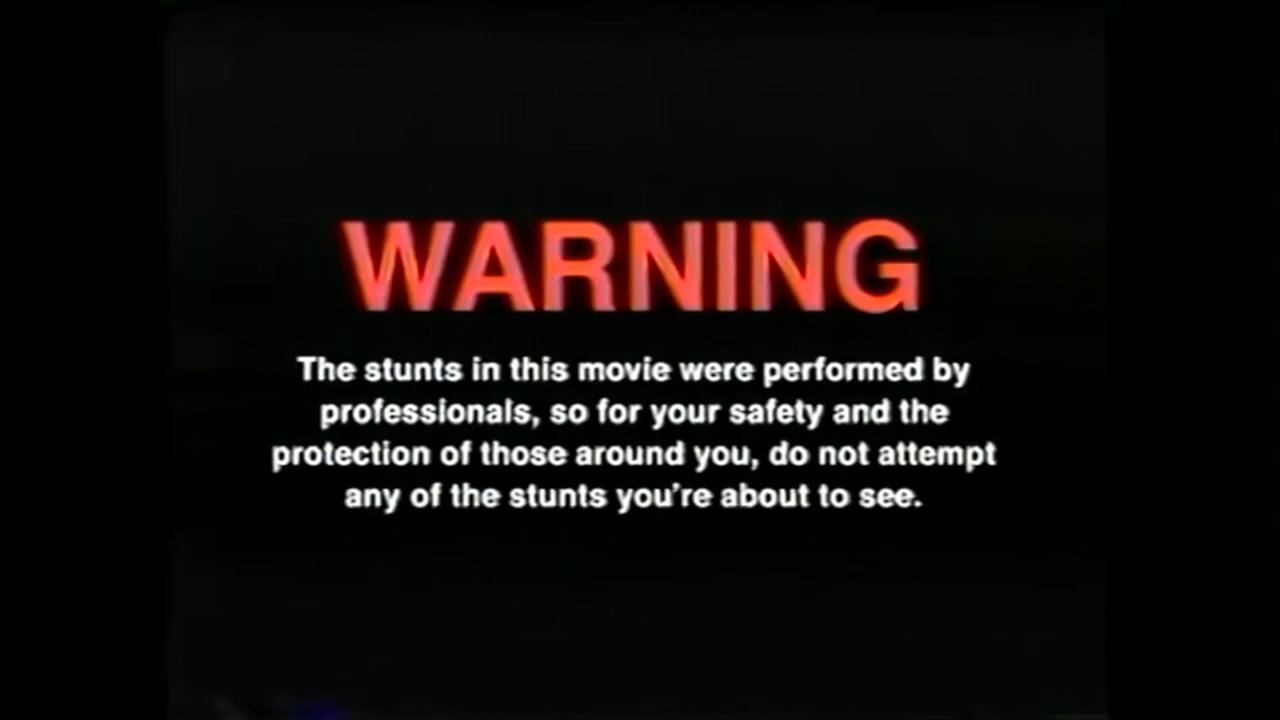 WARNING
The stunts in this movie were performed by
professionals, so for your safety and the
protection of those around you, do not attempt
any of the stunts you're about to see.